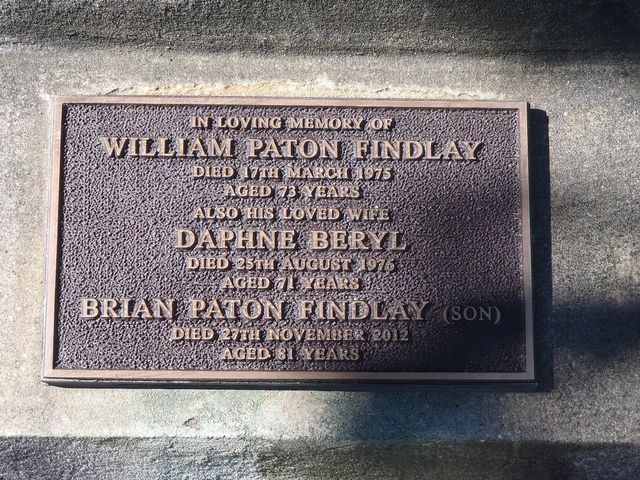 IN LOVING MEMORY OF
WILLIAM PATON FINDLAY
DIED 17TH MARCH 1975
AGED 73 YEARS
ALSO HIS LOVED WIFE
DAPHNE BERYL
DIED 25TH AUGUST 1976
AGED 71 YEARS
BRIAN PATON FINDLAY (SON)
DIED 27TH NOVEMBER 2012
AGED 81 YEARS